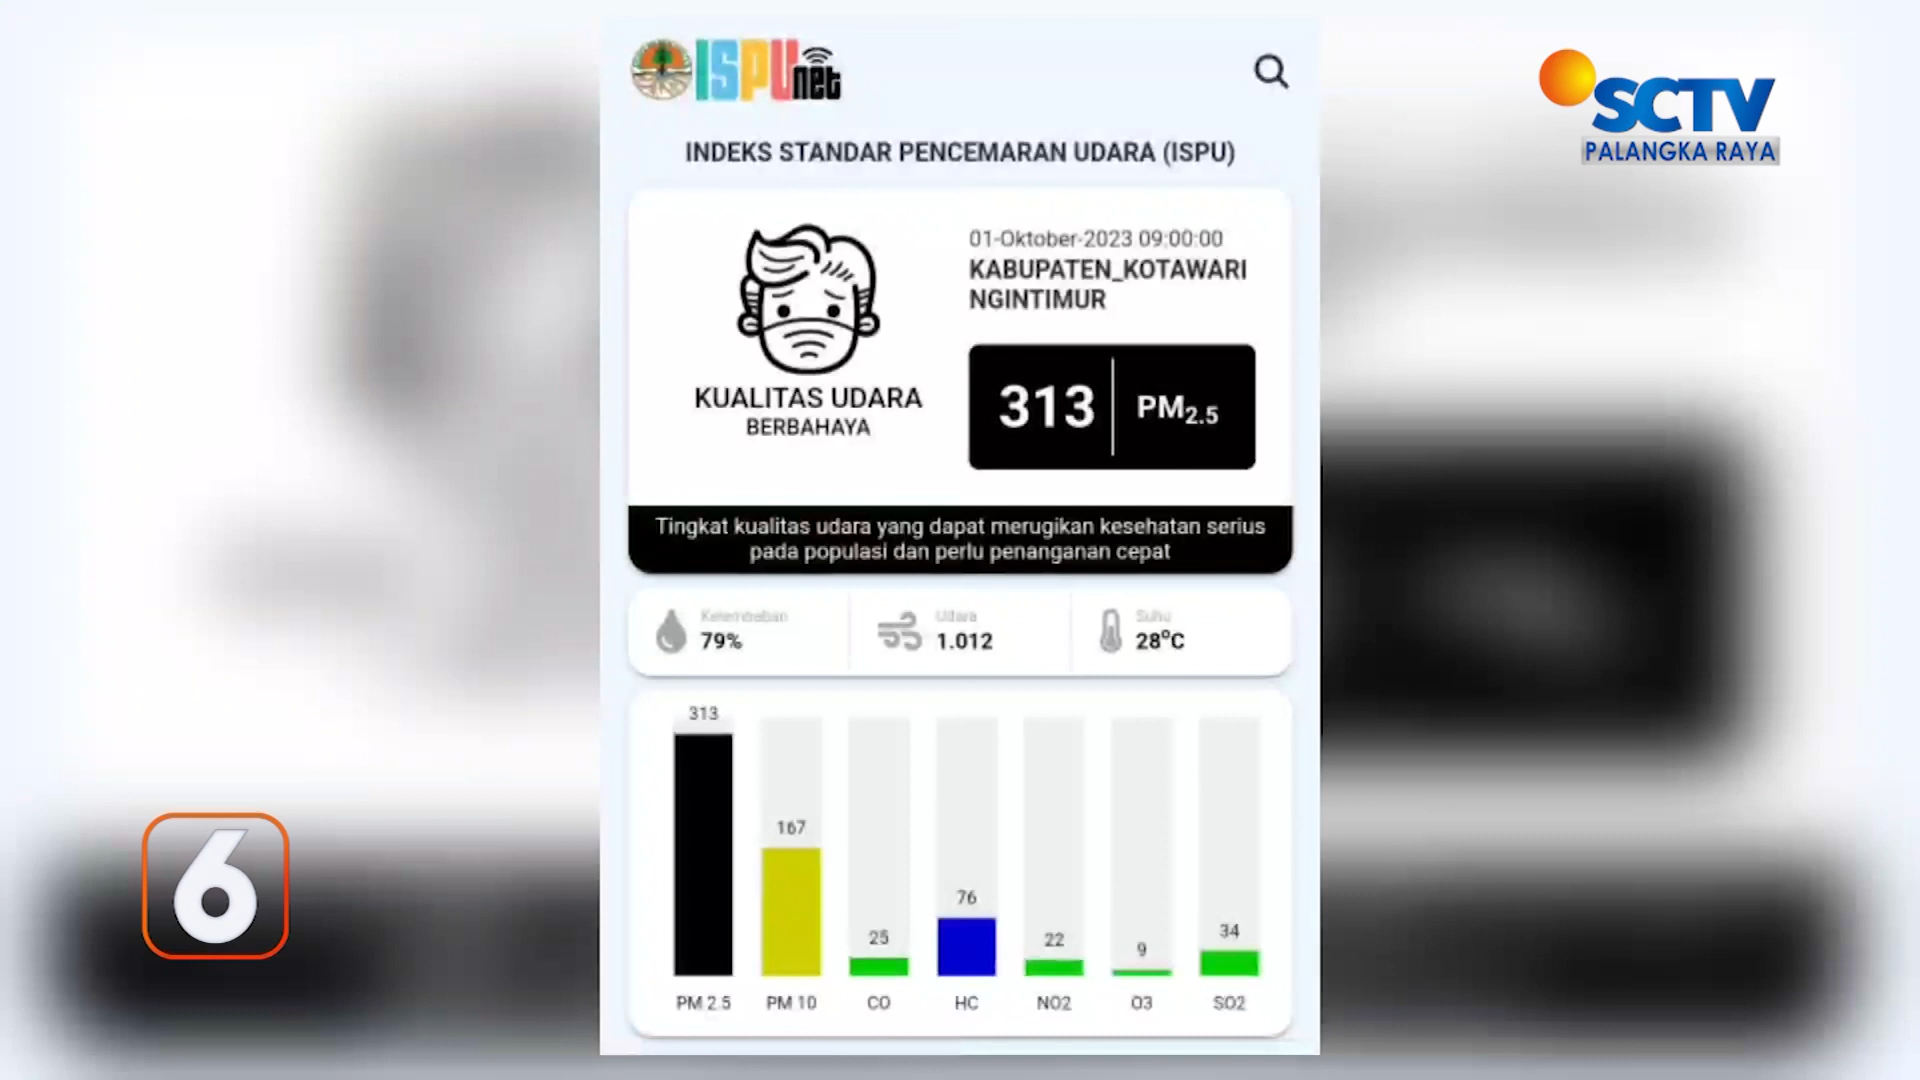 ISPU net
SCTV
PALANGKA RAYA
INDEKS STANDAR PENCEMARAN UDARA (ISPU)
01-Oktober-2023 09:00:00
KABUPATEN_KOTAWARI
NGINTIMUR
313 PM2.5
KUALITAS UDARA
BERBAHAYA
Tingkat kualitas udara yang dapat merugikan kesehatan serius
pada populasi dan perlu penanganan cepat
Kelembaban
79%
Udara
1.012
Suhu
28°C
313
167
25
76
22
9
34
PM 2.5
PM 10
CO
HC
NO2
O3
SO2
6